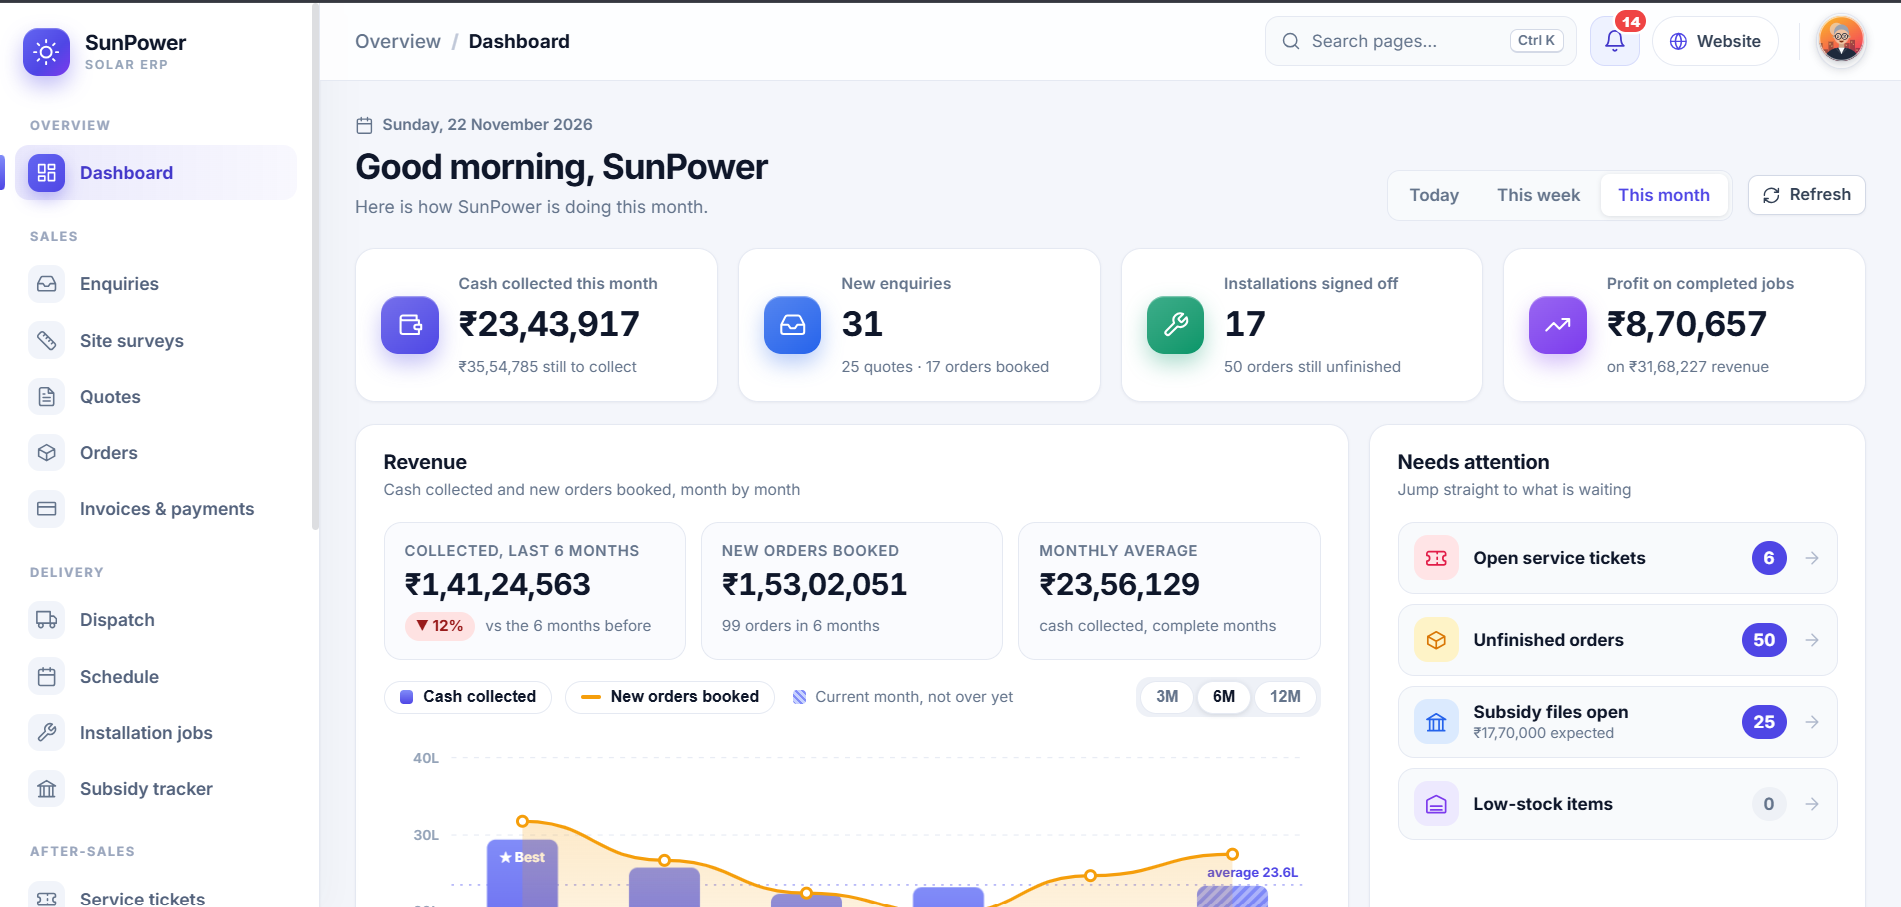 SunPower
SOLAR ERP
OVERVIEW
Dashboard
SALES
Enquiries
Site surveys
Quotes
Orders
Invoices & payments
DELIVERY
Dispatch
Schedule
Installation jobs
Subsidy tracker
AFTER-SALES
Service tickets
Overview / Dashboard
Search pages... Ctrl K
14
Website
Sunday, 22 November 2026
Good morning, SunPower
Here is how SunPower is doing this month.
Today This week This month Refresh
Cash collected this month
₹23,43,917
₹35,54,785 still to collect
New enquiries
31
25 quotes · 17 orders booked
Installations signed off
17
50 orders still unfinished
Profit on completed jobs
₹8,70,657
on ₹31,68,227 revenue
Revenue
Cash collected and new orders booked, month by month
COLLECTED, LAST 6 MONTHS
₹1,41,24,563
▼ 12% vs the 6 months before
NEW ORDERS BOOKED
₹1,53,02,051
99 orders in 6 months
MONTHLY AVERAGE
₹23,56,129
cash collected, complete months
Cash collected New orders booked Current month, not over yet 3M 6M 12M
40L
30L
★ Best
average 23.6L
Needs attention
Jump straight to what is waiting
Open service tickets 6
Unfinished orders 50
Subsidy files open 25
₹17,70,000 expected
Low-stock items 0